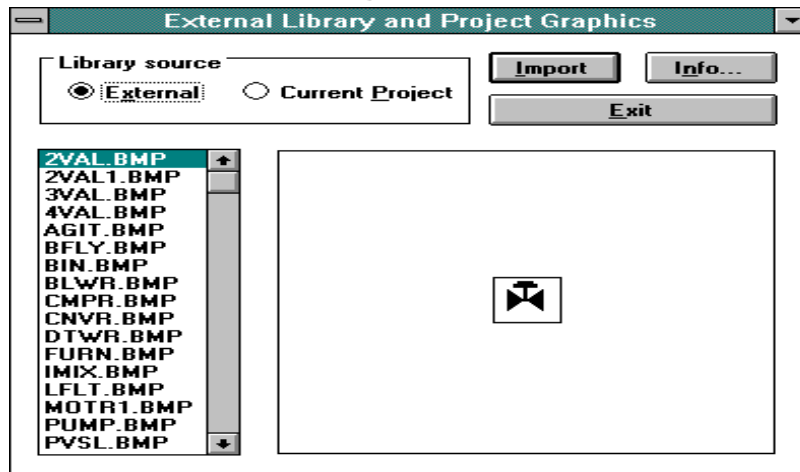 External Library and Project Graphics
Library source
External
Current Project
Import
Info...
Exit
2VAL.BMP
2VAL1.BMP
3VAL.BMP
4VAL.BMP
AGIT.BMP
BFLY.BMP
BIN.BMP
BLWR.BMP
CMPR.BMP
CNVR.BMP
DTWR.BMP
FURN.BMP
IMIX.BMP
LFLT.BMP
MOTR1.BMP
PUMP.BMP
PVSL.BMP